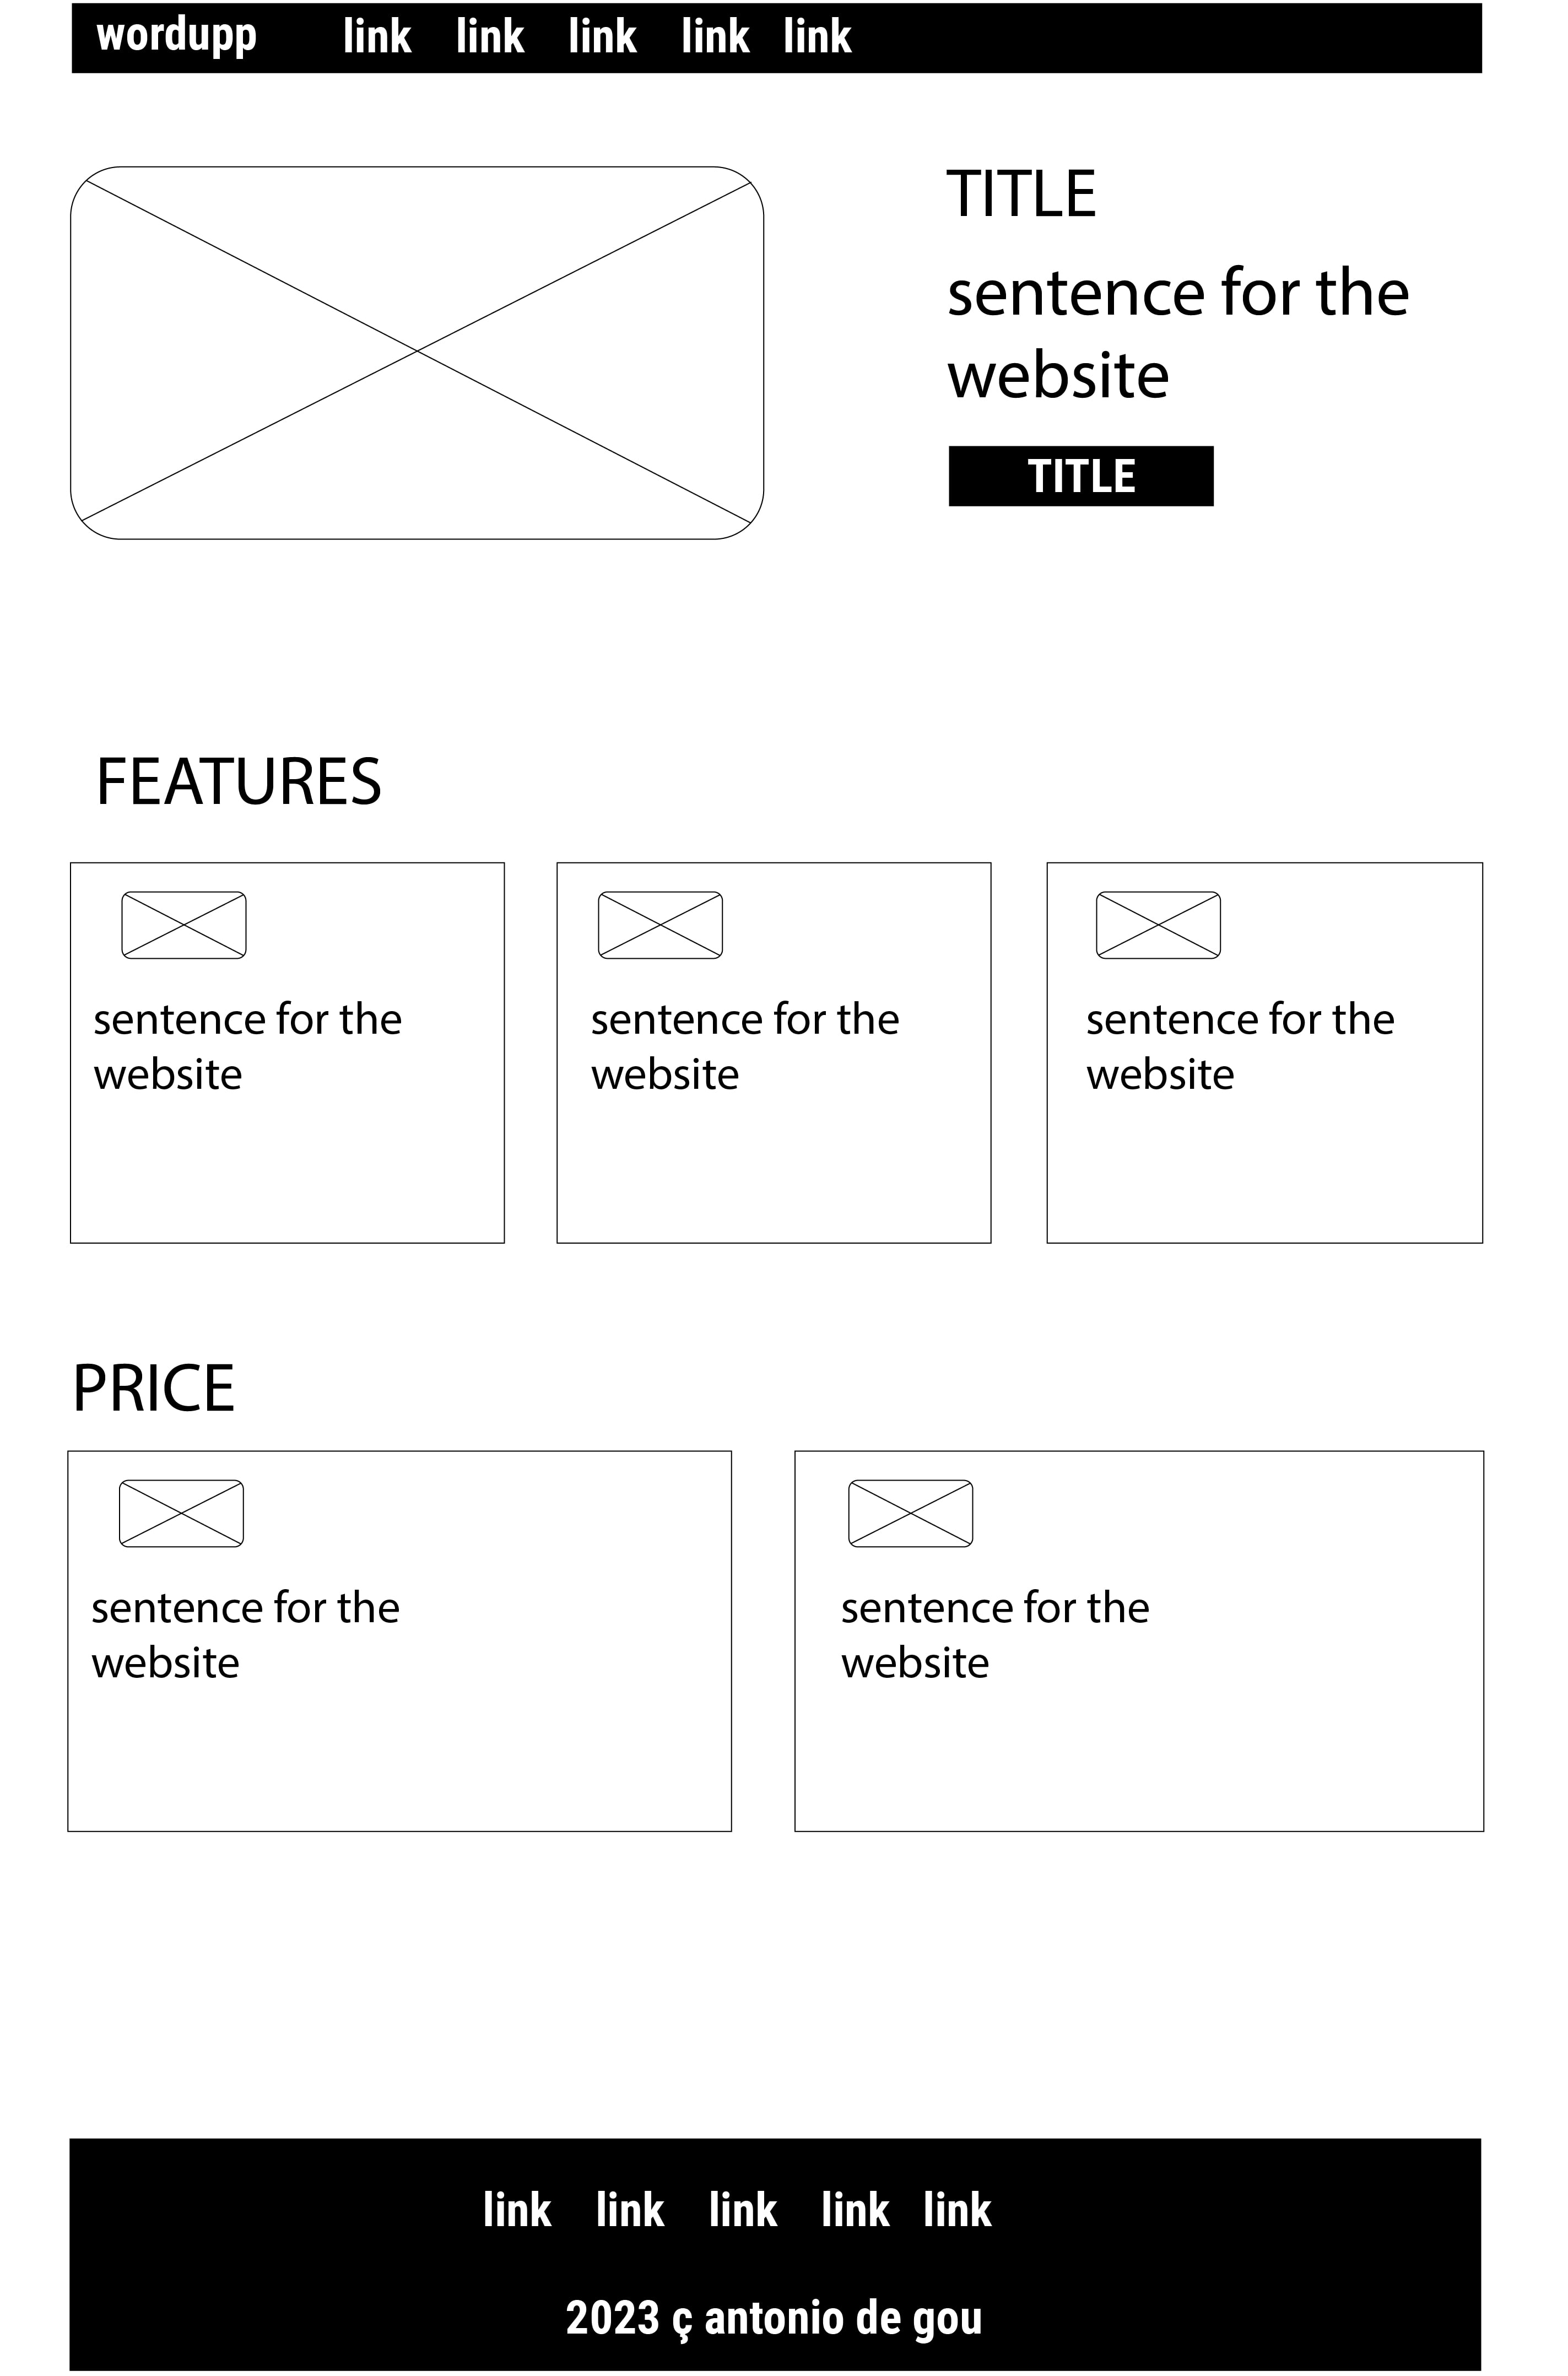 wordupp link link link link link
TITLE
sentence for the
website
TITLE
FEATURES
sentence for the
website
sentence for the
website
sentence for the
website
PRICE
sentence for the
website
sentence for the
website
link link link link link
2023 ç antonio de gou